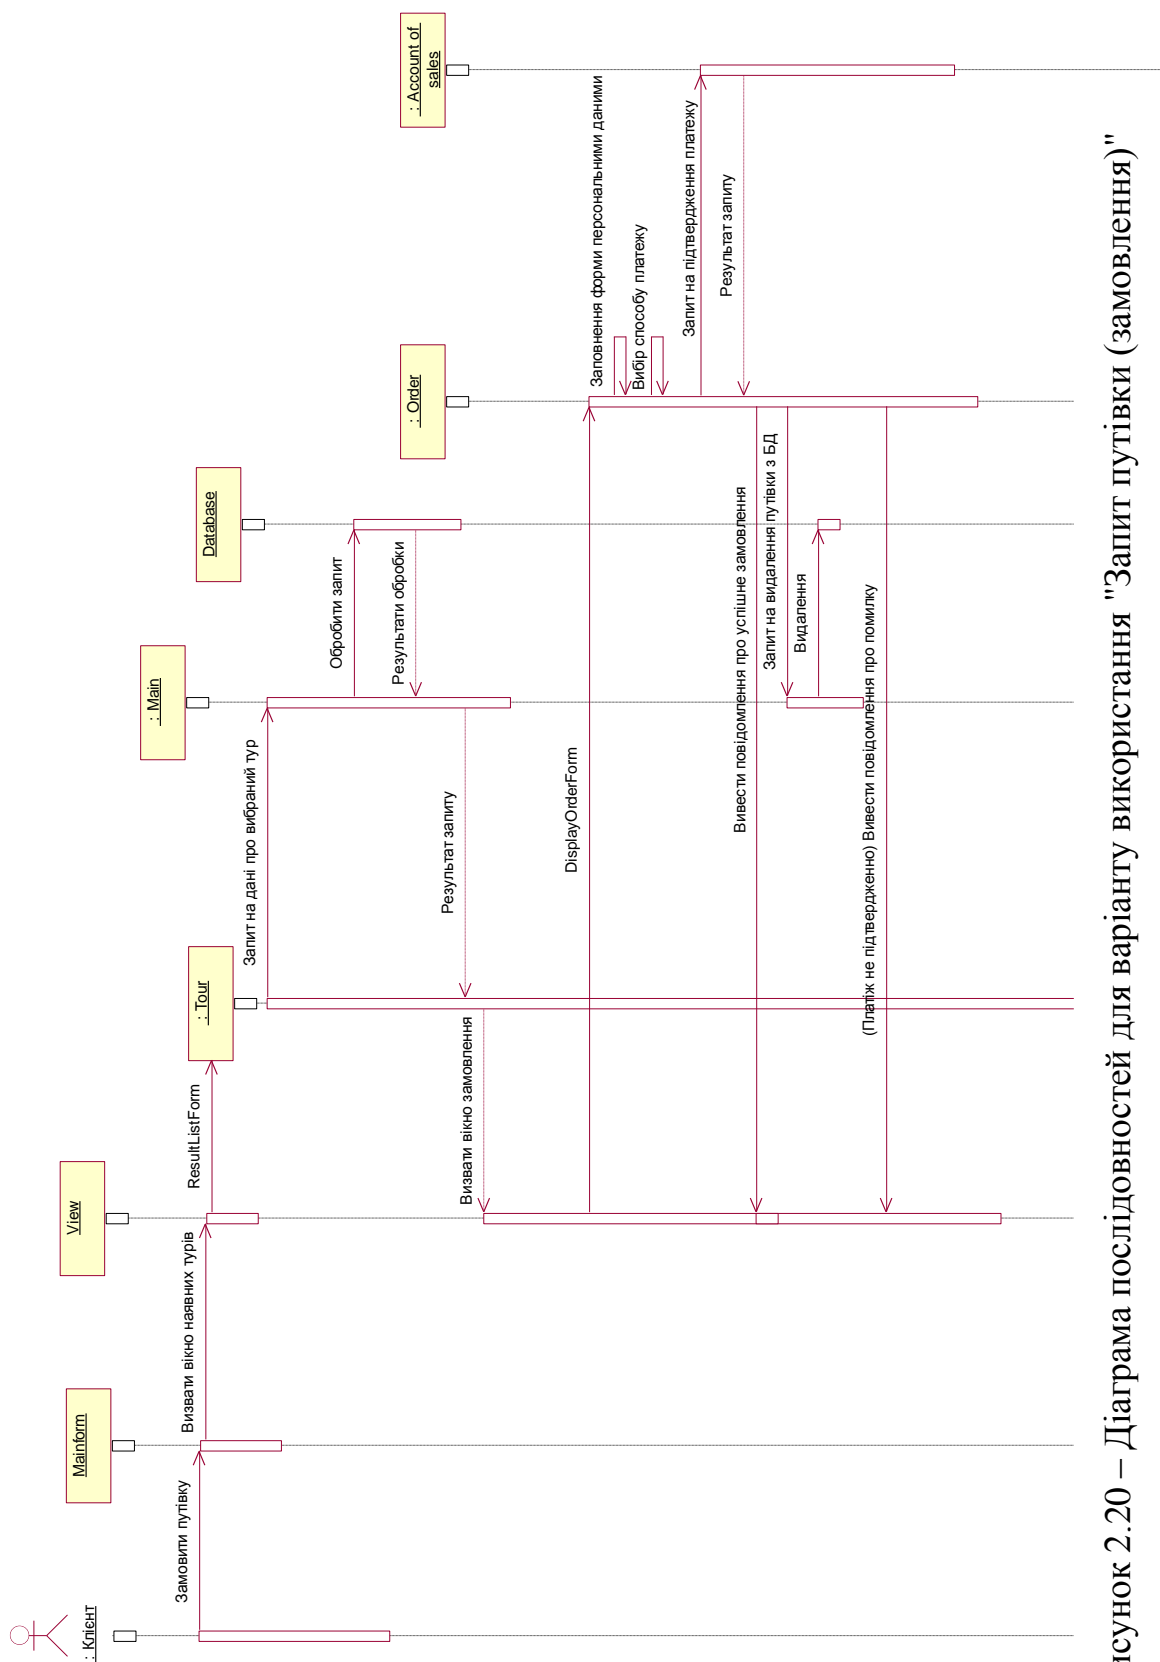 : Клієнт
Mainform
View
: Tour
: Main
Database
: Order
: Account of
sales
Замовити путівку
Визвати вікно наявних турів
ResultListForm
Запит на дані про вибраний тур
Обробити запит
Результати обробки
Результат запиту
Визвати вікно замовлення
DisplayOrderForm
Заповнення форми персональними даними
Вибір способу платежу
Запит на підтвердження платежу
Результат запиту
Вивести повідомлення про успішне замовлення
Запит на видалення путівки з БД
Видалення
(Платіж не підтвердженно) Вивести повідомлення про помилку
исунок 2.20 – Діаграма послідовностей для варіанту використання "Запит путівки (замовлення)"